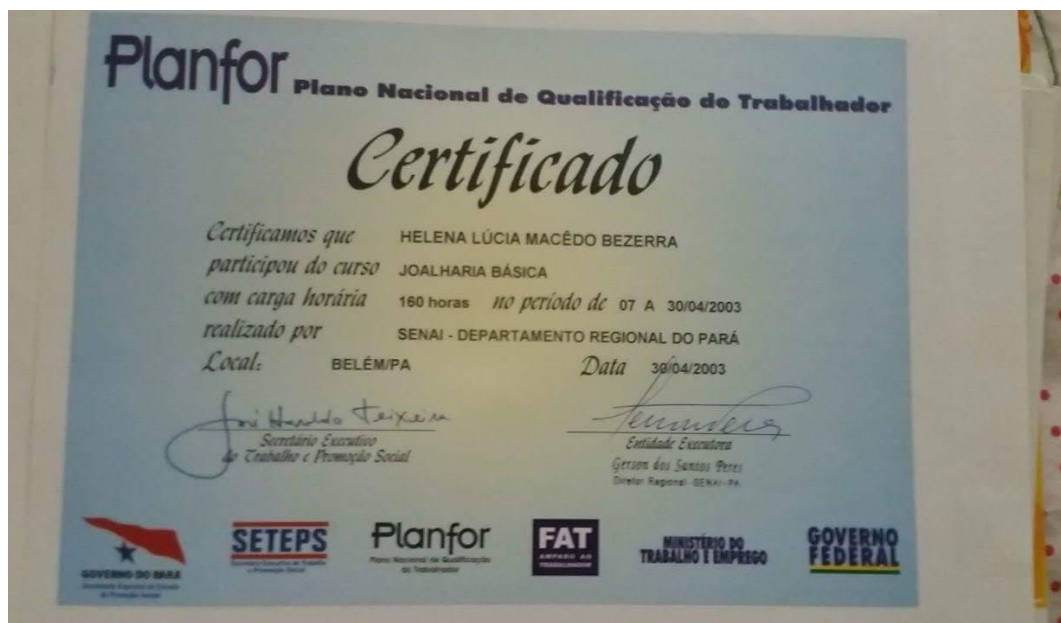 Planfor Plano Nacional de Qualificação do Trabalhador
Certificado
Certificamos que HELENA LÚCIA MACÊDO BEZERRA
participou do curso JOALHARIA BÁSICA
com carga horária 160 horas no período de 07 A 30/04/2003
realizado por SENAI - DEPARTAMENTO REGIONAL DO PARÁ
Local: BELÉM/PA Data 30/04/2003
Teixeira
Secretário Executivo
do Trabalho e Promoção Social
Entidade Executora
Gerson dos Santos Peres
Diretor Regional - SENAI - PA
GOVERNO DO PARÁ
SETEPS
Planfor
Plano Nacional de Qualificação
do Trabalhador
FAT
AMPARO AO
TRABALHADOR
MINISTÉRIO DO
TRABALHO E EMPREGO
GOVERNO
FEDERAL